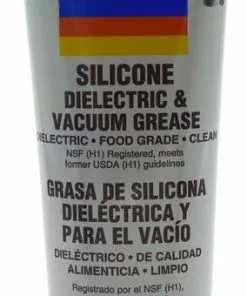 ®
SILICONE
DIELECTRIC &
VACUUM GREASE
DIELECTRIC • FOOD GRADE • CLEAN
NSF (H1) Registered, meets
former USDA (H1) guidelines
GRASA DE SILICONA
DIELÉCTRICA Y
PARA EL VACÍO
DIELÉCTRICO • DE CALIDAD
ALIMENTICIA • LIMPIO
Registrado por el NSF (H1),